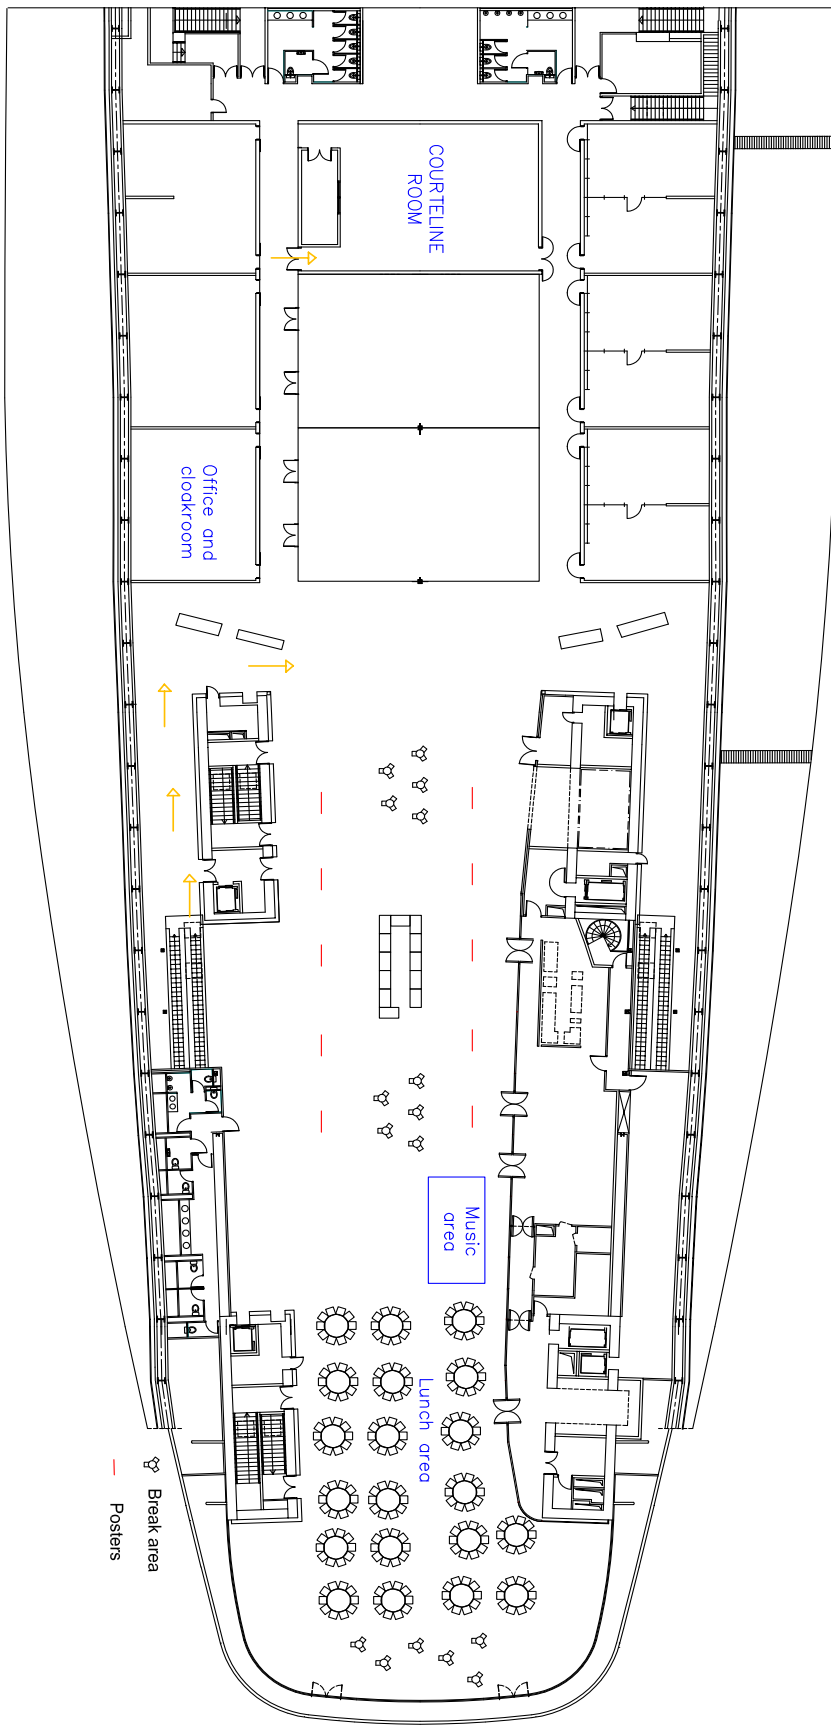 COURTELINE
ROOM
Office and
cloakroom
Music
area
Lunch area
Break area
Posters